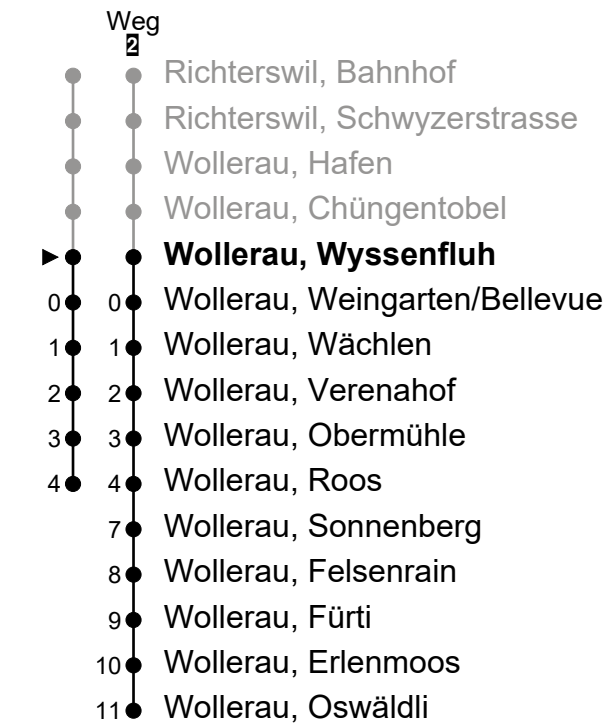 Weg
2
Richterswil, Bahnhof
Richterswil, Schwyzerstrasse
Wollerau, Hafen
Wollerau, Chüngentobel
Wollerau, Wyssenfluh
0 0 Wollerau, Weingarten/Bellevue
1 1 Wollerau, Wächlen
2 2 Wollerau, Verenahof
3 3 Wollerau, Obermühle
4 4 Wollerau, Roos
7 Wollerau, Sonnenberg
8 Wollerau, Felsenrain
9 Wollerau, Fürti
10 Wollerau, Erlenmoos
11 Wollerau, Oswäldli